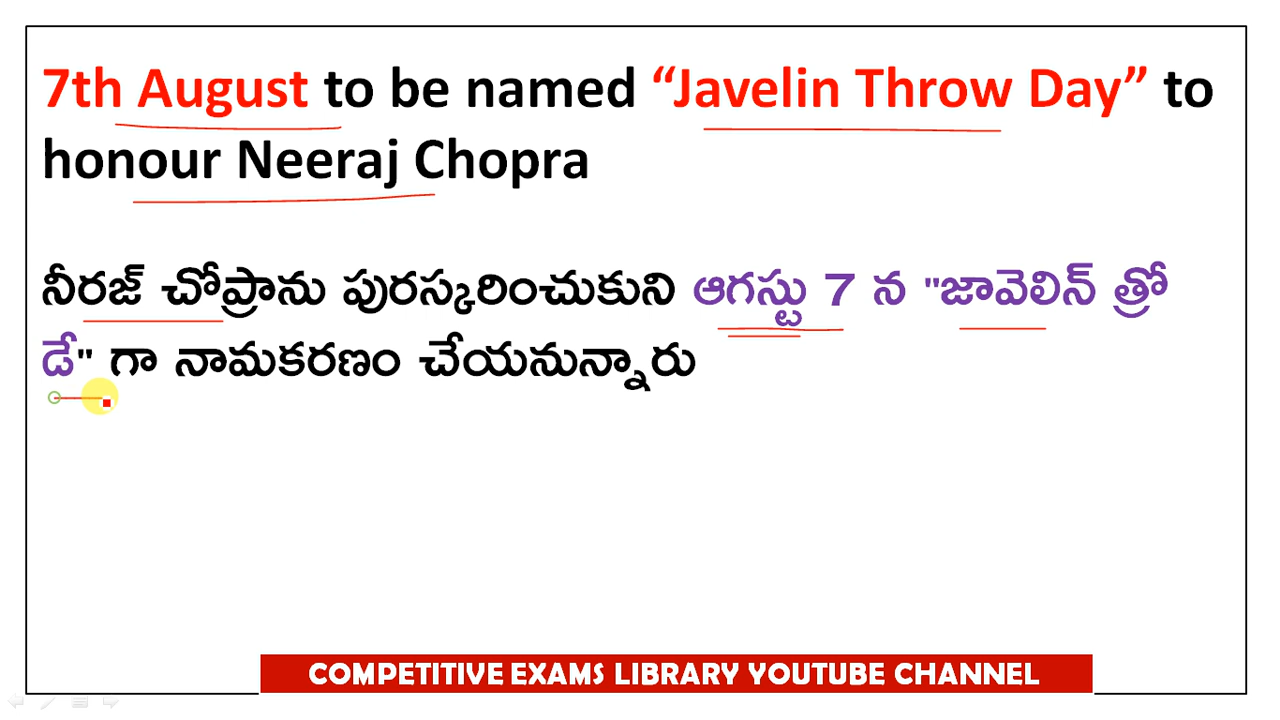 7th August to be named “Javelin Throw Day” to
honour Neeraj Chopra
నీరజ్ చోప్రాను పురస్కరించుకుని ఆగస్టు 7 న "జావెలిన్ త్రో
డే" గా నామకరణం చేయనున్నారు
COMPETITIVE EXAMS LIBRARY YOUTUBE CHANNEL